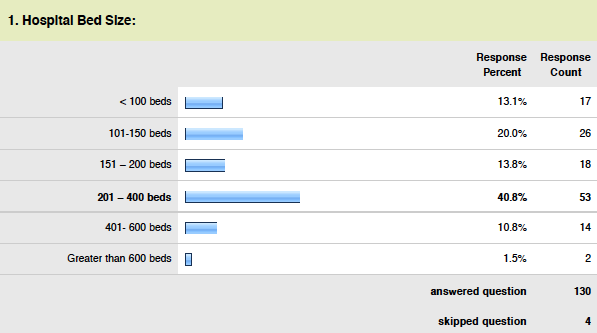 1. Hospital Bed Size:
Response Percent Response Count
< 100 beds 13.1% 17
101-150 beds 20.0% 26
151 – 200 beds 13.8% 18
201 – 400 beds 40.8% 53
401- 600 beds 10.8% 14
Greater than 600 beds 1.5% 2
answered question 130
skipped question 4